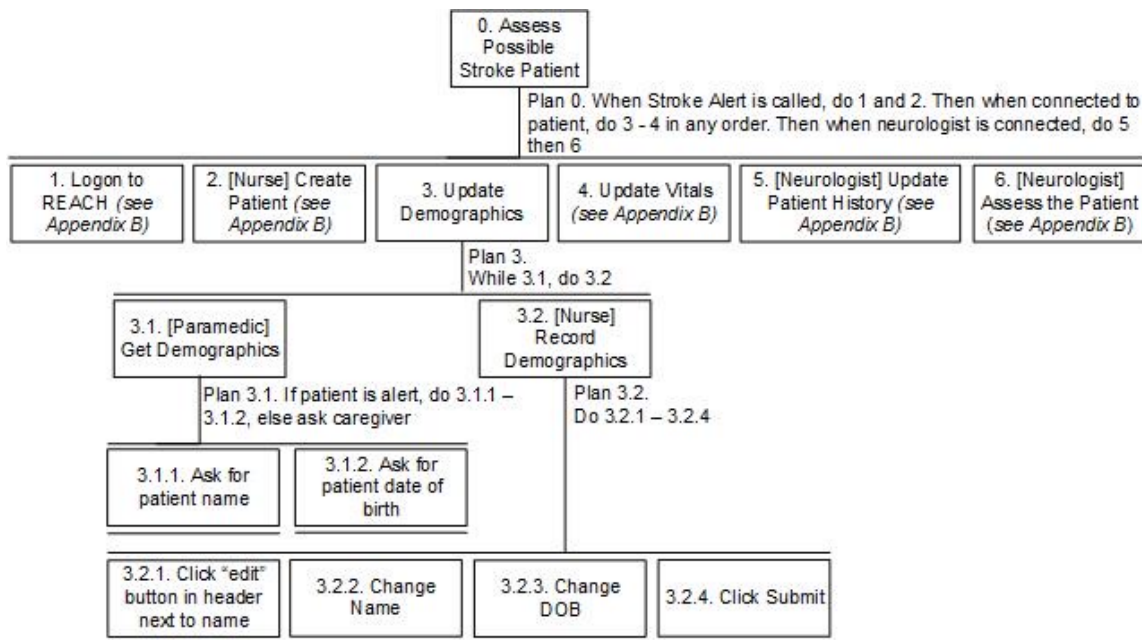 0. Assess
Possible
Stroke Patient
Plan 0. When Stroke Alert is called, do 1 and 2. Then when connected to
patient, do 3 - 4 in any order. Then when neurologist is connected, do 5
then 6
1. Logon to
REACH (see
Appendix B)
2. [Nurse] Create
Patient (see
Appendix B)
3. Update
Demographics
4. Update Vitals
(see Appendix B)
5. [Neurologist] Update
Patient History (see
Appendix B)
6. [Neurologist]
Assess the Patient
(see Appendix B)
Plan 3.
While 3.1, do 3.2
3.1. [Paramedic]
Get Demographics
3.2. [Nurse]
Record
Demographics
Plan 3.1. If patient is alert, do 3.1.1 –
3.1.2, else ask caregiver
Plan 3.2.
Do 3.2.1 – 3.2.4
3.1.1. Ask for
patient name
3.1.2. Ask for
patient date of
birth
3.2.1. Click “edit”
button in header
next to name
3.2.2. Change
Name
3.2.3. Change
DOB
3.2.4. Click Submit